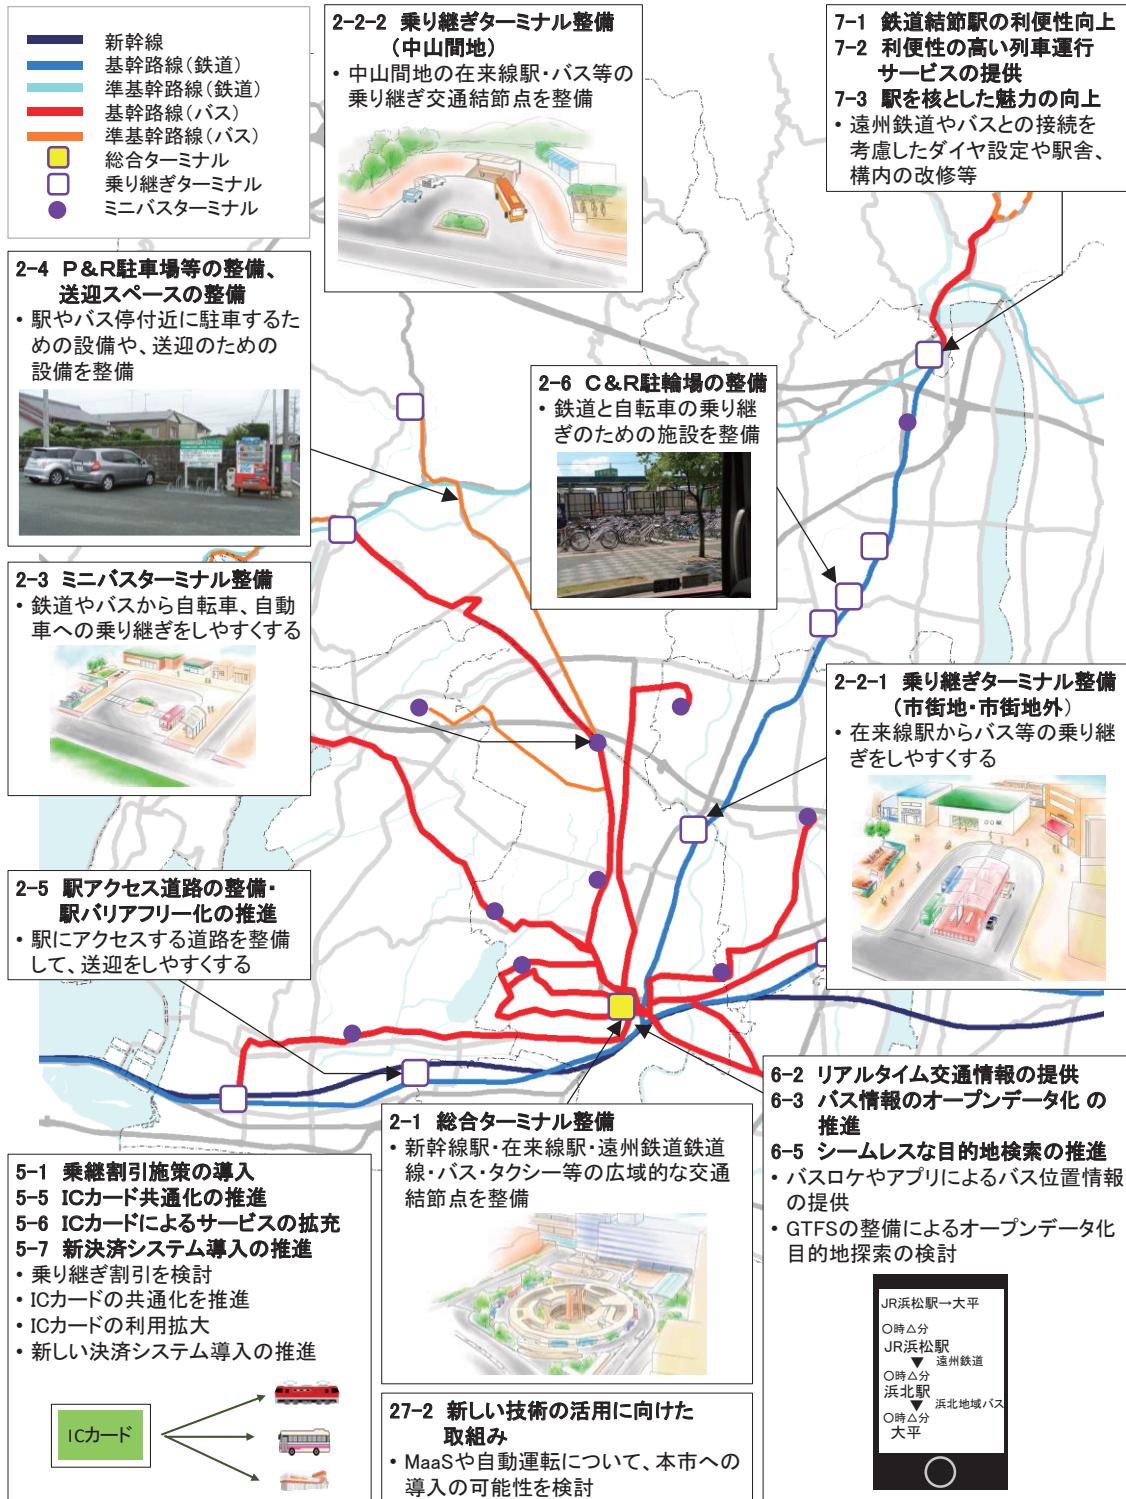 新幹線
基幹路線(鉄道)
準基幹路線(鉄道)
基幹路線(バス)
準基幹路線(バス)
総合ターミナル
乗り継ぎターミナル
ミニバスターミナル
2-2-2 乗り継ぎターミナル整備
(中山間地)
• 中山間地の在来線駅・バス等の
乗り継ぎ交通結節点を整備
7-1 鉄道結節駅の利便性向上
7-2 利便性の高い列車運行
サービスの提供
7-3 駅を核とした魅力の向上
• 遠州鉄道やバスとの接続を
考慮したダイヤ設定や駅舎、
構内の改修等
2-4 P&R駐車場等の整備、
送迎スペースの整備
• 駅やバス停付近に駐車するた
めの設備や、送迎のための
設備を整備
2-6 C&R駐輪場の整備
• 鉄道と自転車の乗り継
ぎのための施設を整備
2-3 ミニバスターミナル整備
• 鉄道やバスから自転車、自動
車への乗り継ぎをしやすくする
2-2-1 乗り継ぎターミナル整備
(市街地・市街地外)
• 在来線駅からバス等の乗り継
ぎをしやすくする
2-5 駅アクセス道路の整備・
駅バリアフリー化の推進
• 駅にアクセスする道路を整備
して、送迎をしやすくする
2-1 総合ターミナル整備
• 新幹線駅・在来線駅・遠州鉄道鉄道
線・バス・タクシー等の広域的な交通
結節点を整備
6-2 リアルタイム交通情報の提供
6-3 バス情報のオープンデータ化 の
推進
6-5 シームレスな目的地検索の推進
• バスロケやアプリによるバス位置情報
の提供
• GTFSの整備によるオープンデータ化
目的地探索の検討
JR浜松駅→大平
〇時△分
JR浜松駅
▼ 遠州鉄道
〇時△分
浜北駅
▼ 浜北地域バス
〇時△分
大平
5-1 乗継割引施策の導入
5-5 ICカード共通化の推進
5-6 ICカードによるサービスの拡充
5-7 新決済システム導入の推進
• 乗り継ぎ割引を検討
• ICカードの共通化を推進
• ICカードの利用拡大
• 新しい決済システム導入の推進
ICカード
27-2 新しい技術の活用に向けた
取組み
• MaaSや自動運転について、本市への
導入の可能性を検討